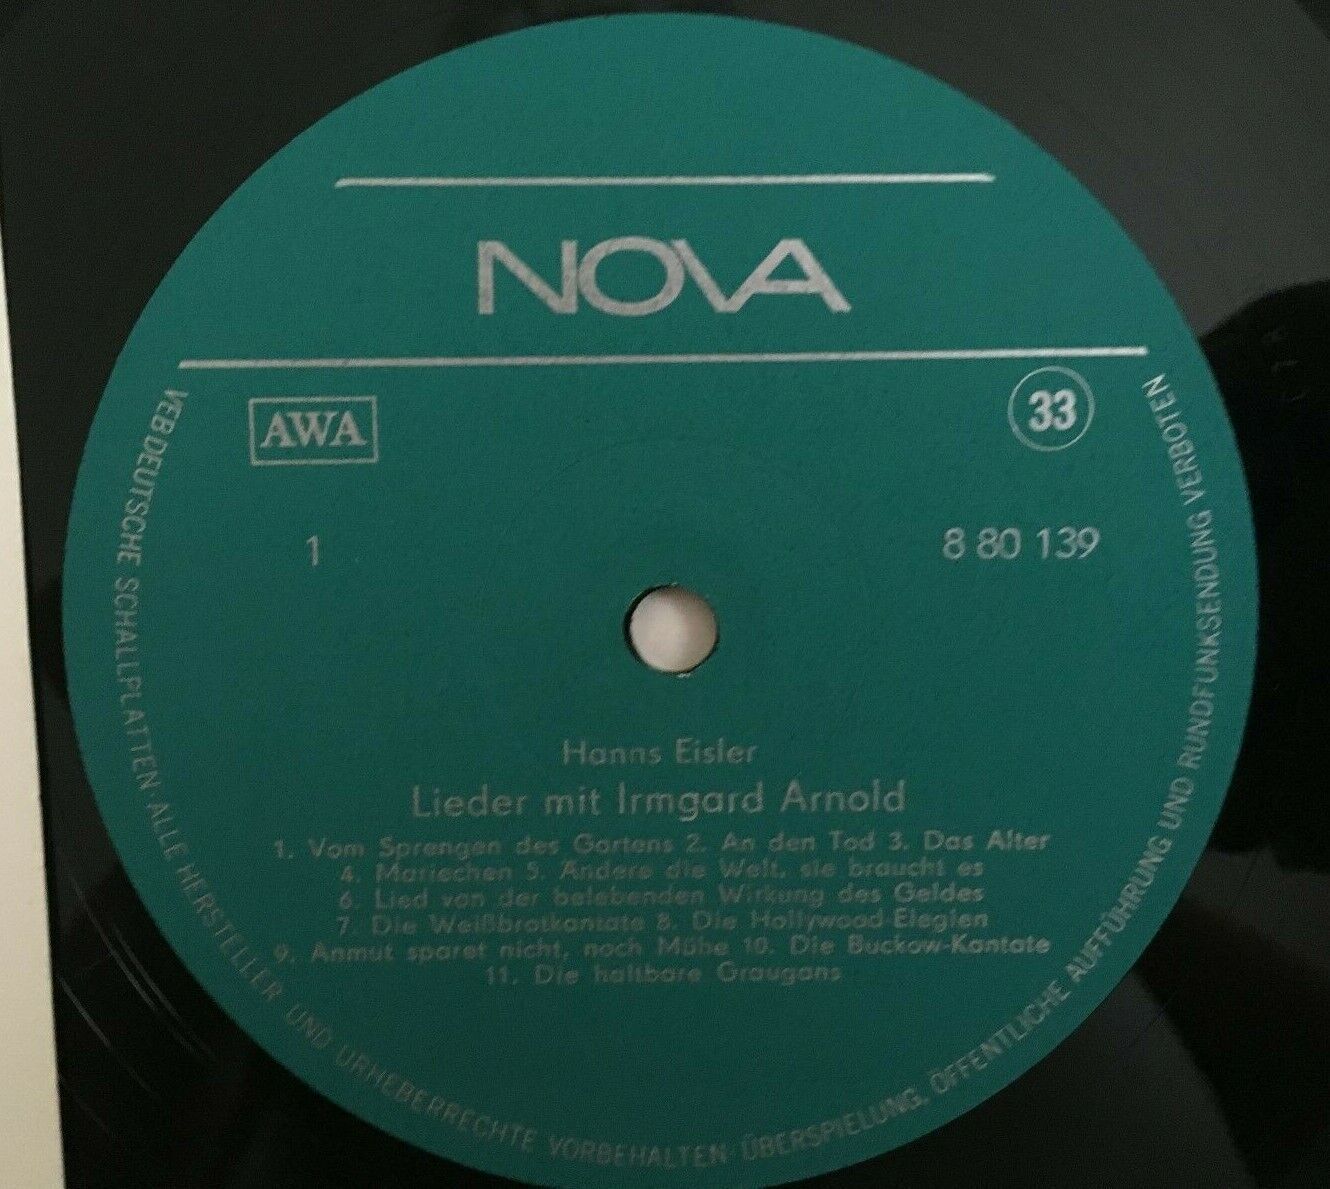 NOVA
AWA
33
1
8 80 139
Hanns Eisler
Lieder mit Irmgard Arnold
1. Vom Sprengen des Gartens 2. An den Tod 3. Das Alter
4. Mariechen 5. Ändere die Welt, sie braucht es
6. Lied von der belebenden Wirkung des Geldes
7. Die Weißbrotkantate 8. Die Hollywood-Elegien
9. Anmut sparet nicht, noch Mühe 10. Die Buckow-Kantate
11. Die haltbare Graugans
VEB DEUTSCHE SCHALLPLATTEN · ALLE HERSTELLER UND URHEBERRECHTE VORBEHALTEN · ÜBERSPIELUNG, ÖFFENTLICHE AUFFÜHRUNG UND RUNDFUNKSENDUNG VERBOTEN